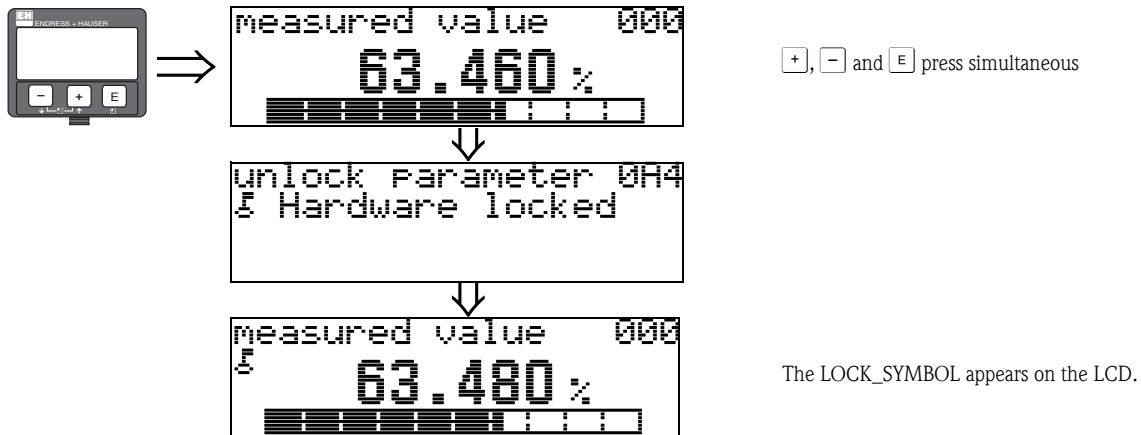 EH
ENDRESS + HAUSER
- + E
measured value 000
63.460 %
+, - and E press simultaneous
unlock parameter 0A4
Hardware locked
measured value 000
63.480 %
The LOCK_SYMBOL appears on the LCD.